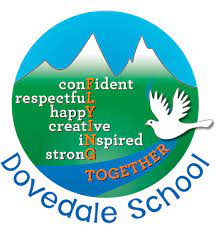 conFident
respectfuL
happY
creatIve
iNspired
stronG
TOGETHER
Dovedale School